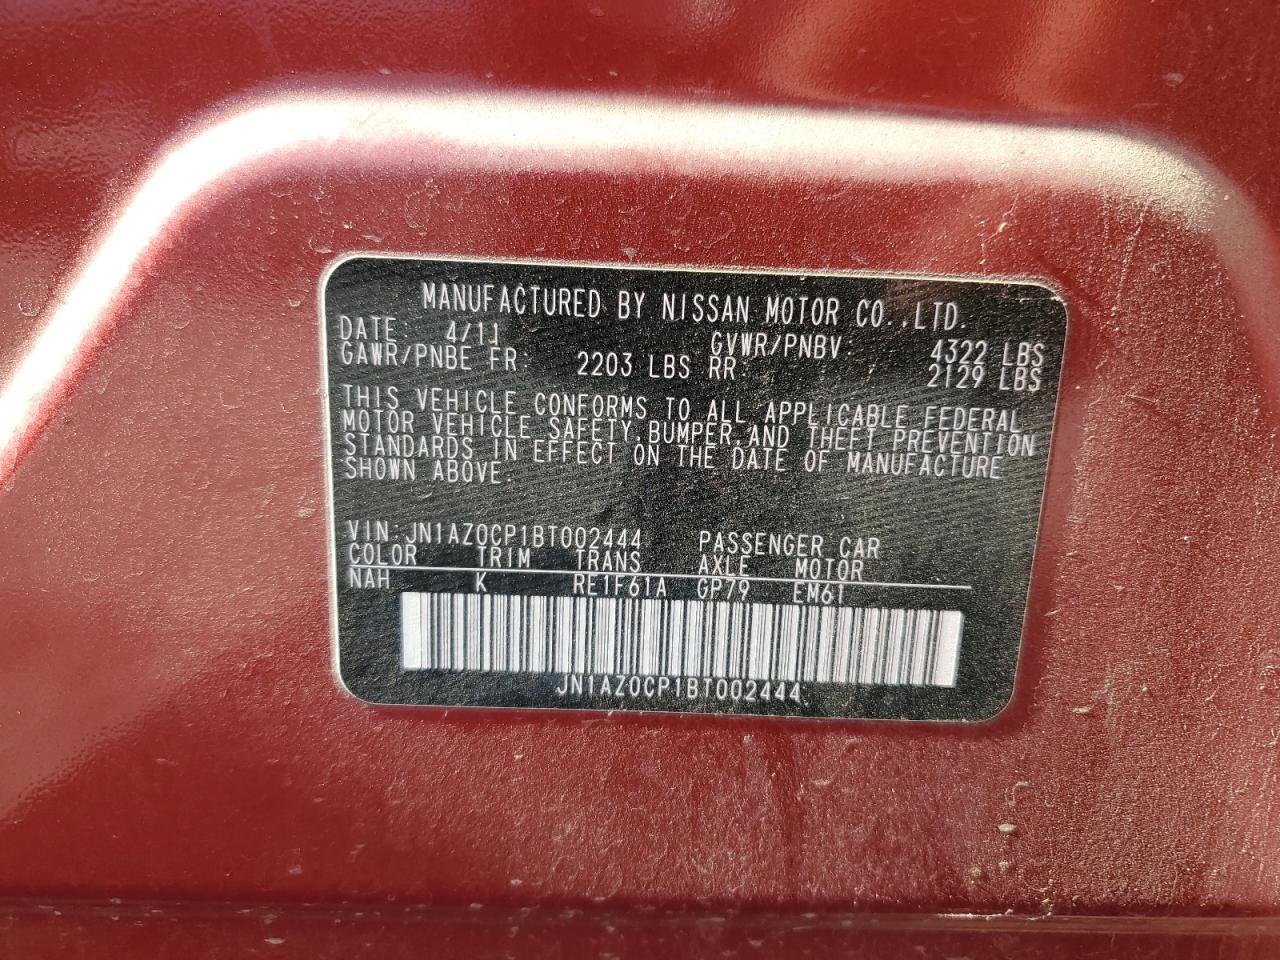 MANUFACTURED BY NISSAN MOTOR CO.,LTD.
DATE: 4/11 GVWR/PNBV: 4322 LBS
GAWR/PNBE FR: 2203 LBS RR: 2129 LBS
THIS VEHICLE CONFORMS TO ALL APPLICABLE FEDERAL
MOTOR VEHICLE SAFETY,BUMPER,AND THEFT PREVENTION
STANDARDS IN EFFECT ON THE DATE OF MANUFACTURE
SHOWN ABOVE.
VIN:JN1AZ0CP1BT002444 PASSENGER CAR
COLOR TRIM TRANS AXLE MOTOR
NAH K RE1F61A GP79 EM61
JN1AZ0CP1BT002444